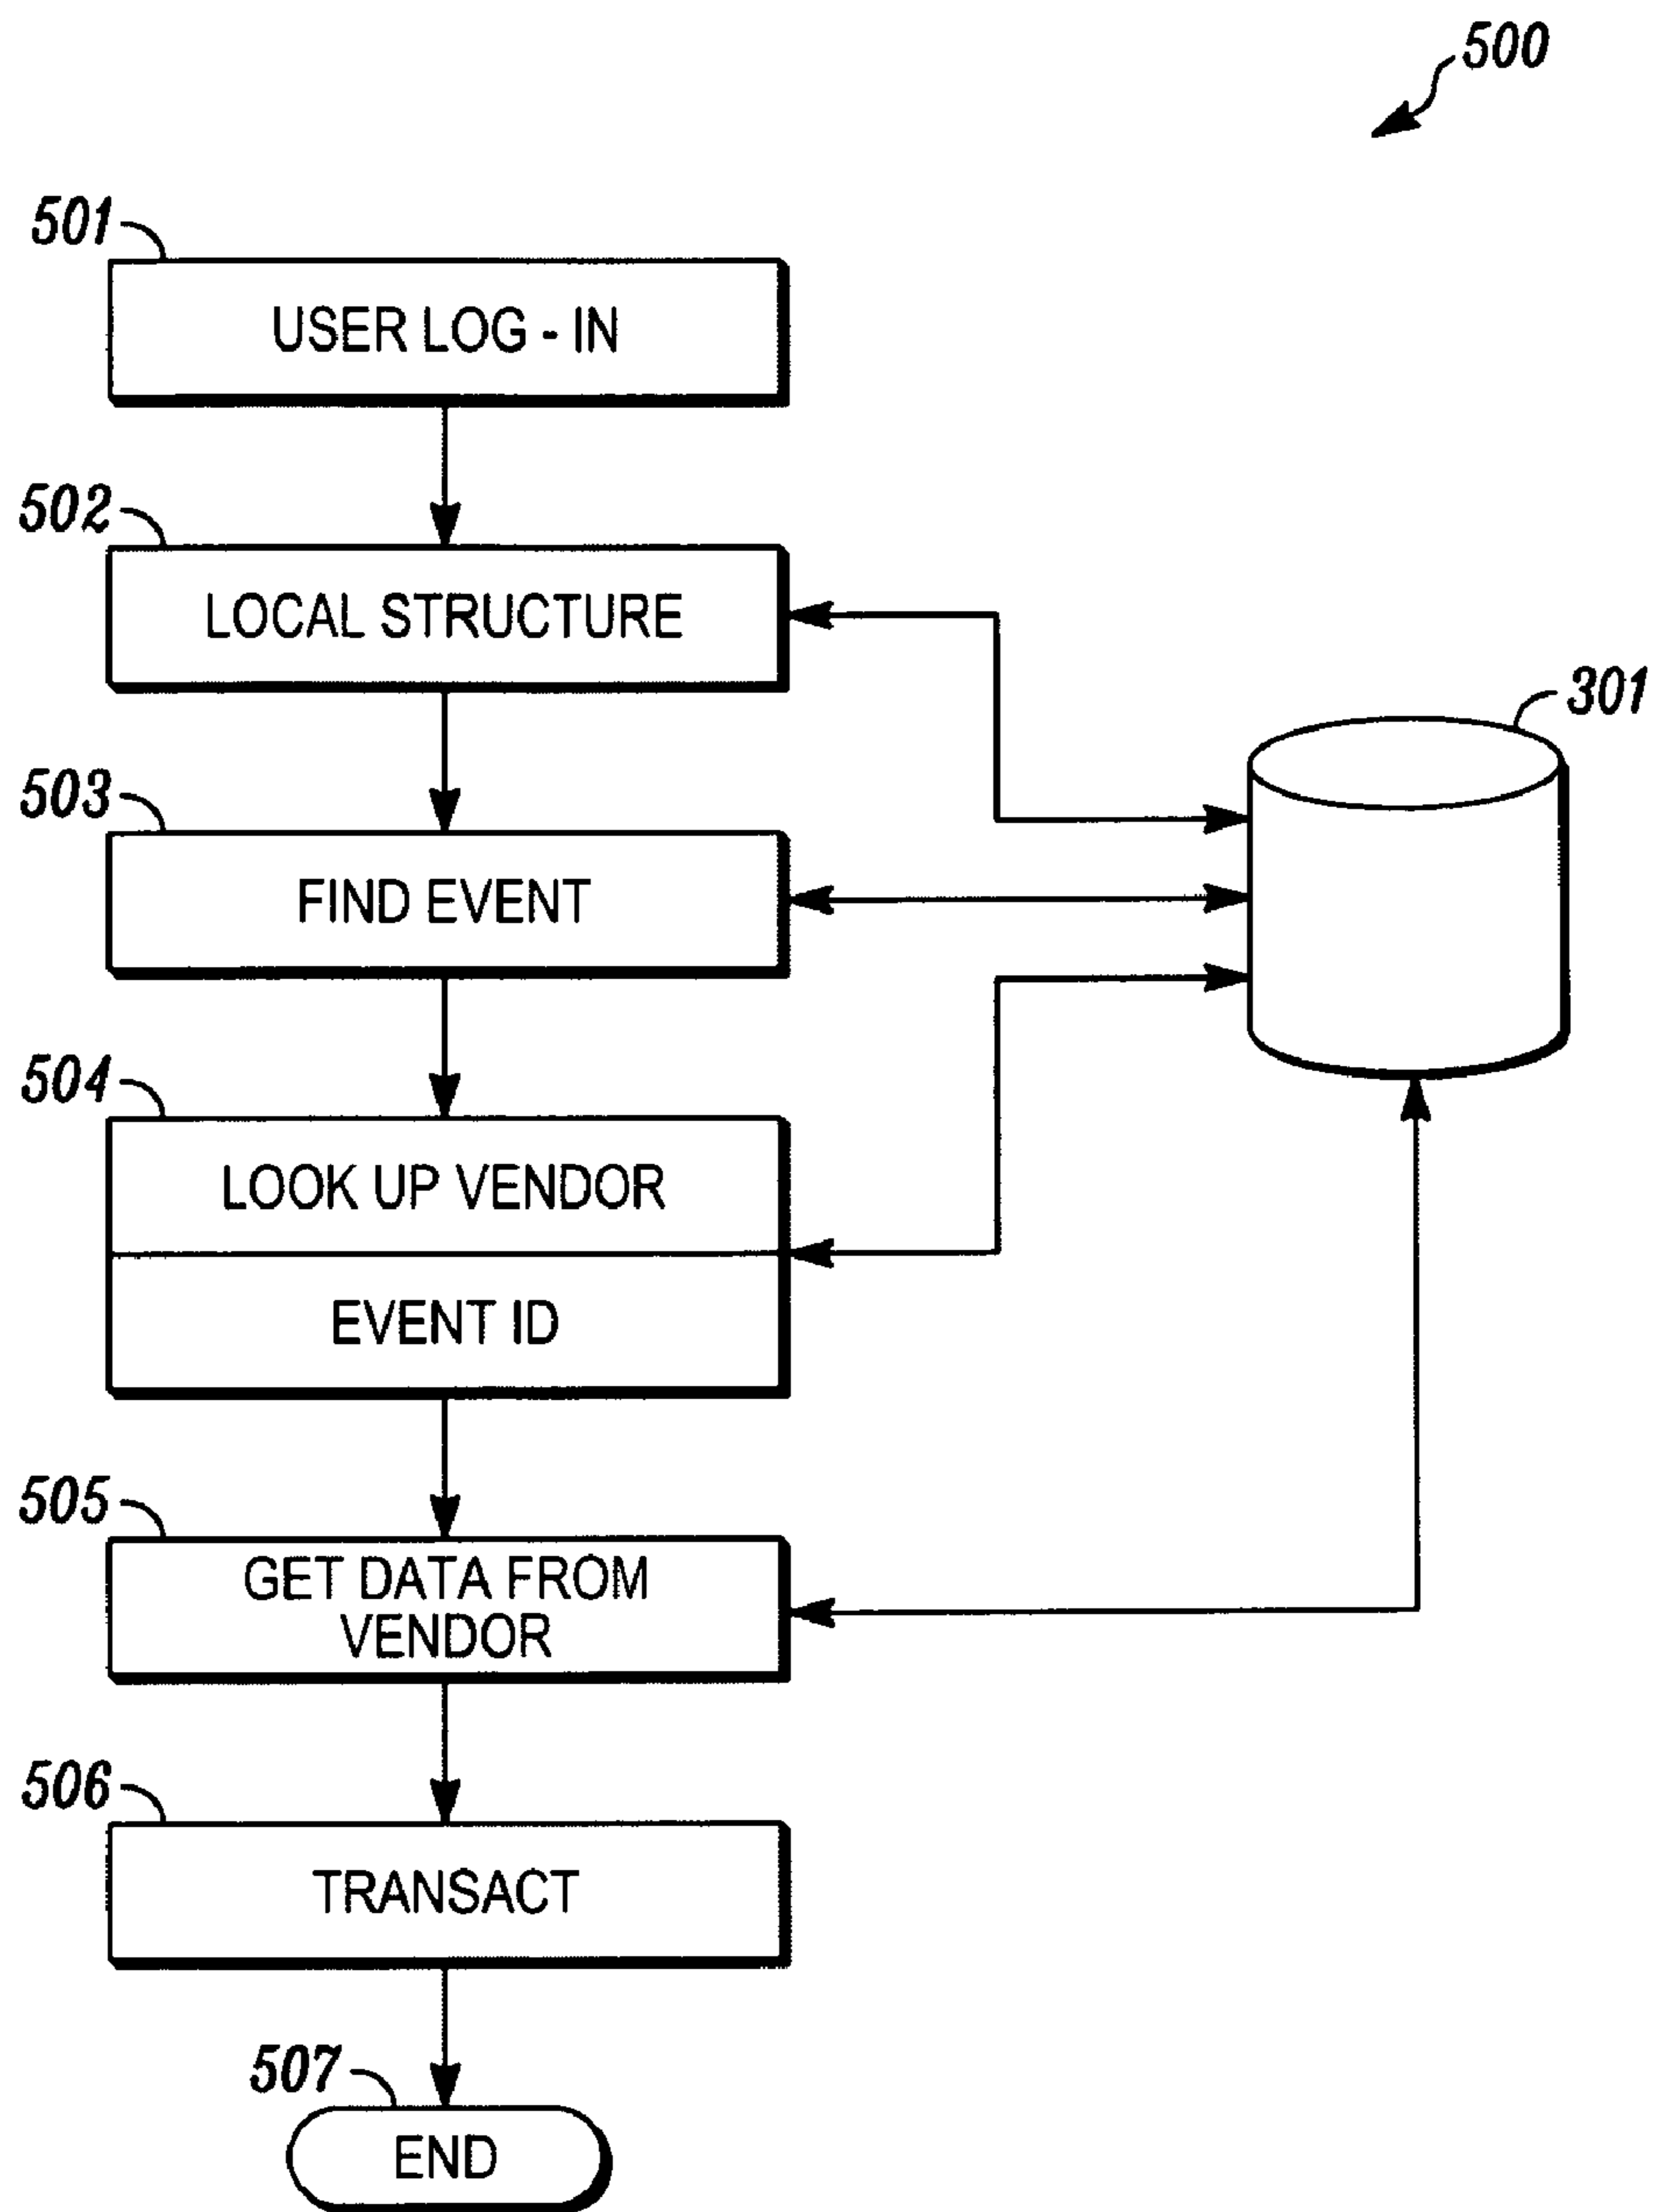 500
501
USER LOG - IN
502
LOCAL STRUCTURE
301
503
FIND EVENT
504
LOOK UP VENDOR
EVENT ID
505
GET DATA FROM
VENDOR
506
TRANSACT
507
END